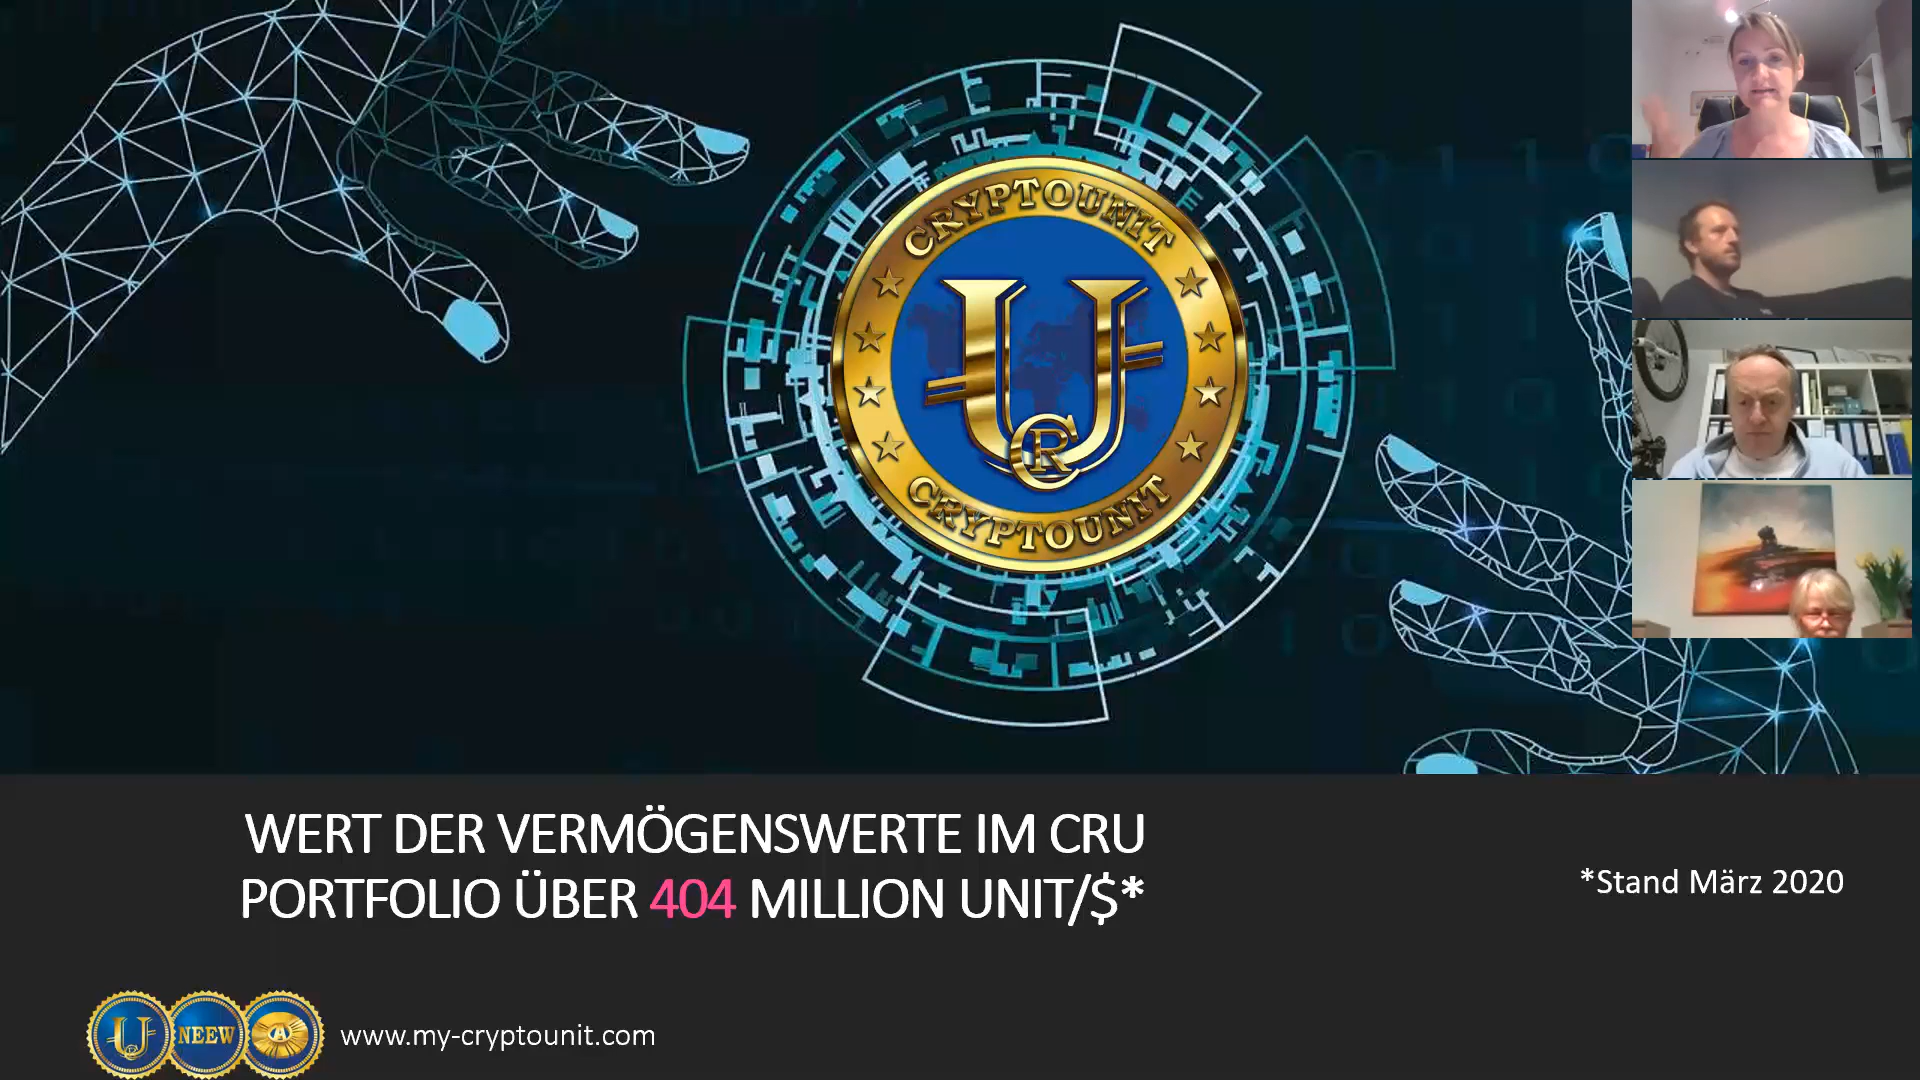 CRYPTOUNIT
U
CR
CRYPTOUNIT
WERT DER VERMÖGENSWERTE IM CRU
PORTFOLIO ÜBER 404 MILLION UNIT/$*
*Stand März 2020
NEEW
www.my-cryptounit.com